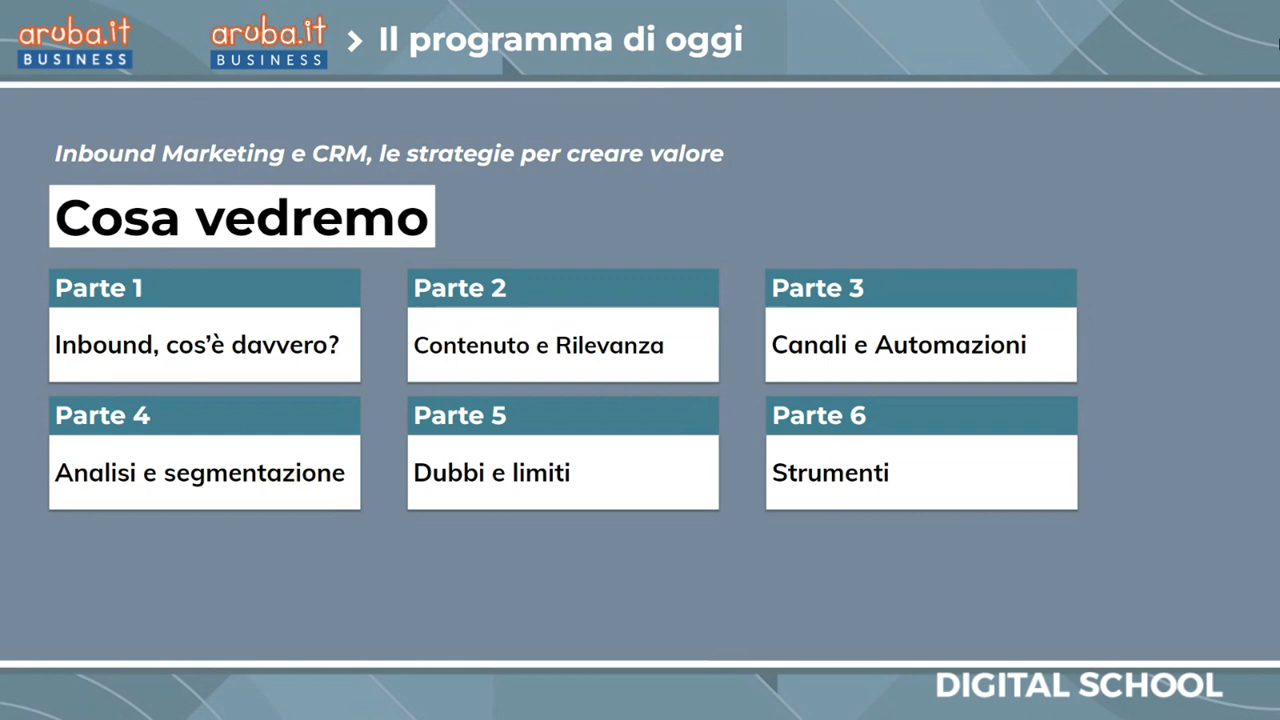 aruba.it
BUSINESS
aruba.it
BUSINESS
Il programma di oggi
Inbound Marketing e CRM, le strategie per creare valore
Cosa vedremo
Parte 1
Inbound, cos’è davvero?
Parte 2
Contenuto e Rilevanza
Parte 3
Canali e Automazioni
Parte 4
Analisi e segmentazione
Parte 5
Dubbi e limiti
Parte 6
Strumenti
DIGITAL SCHOOL